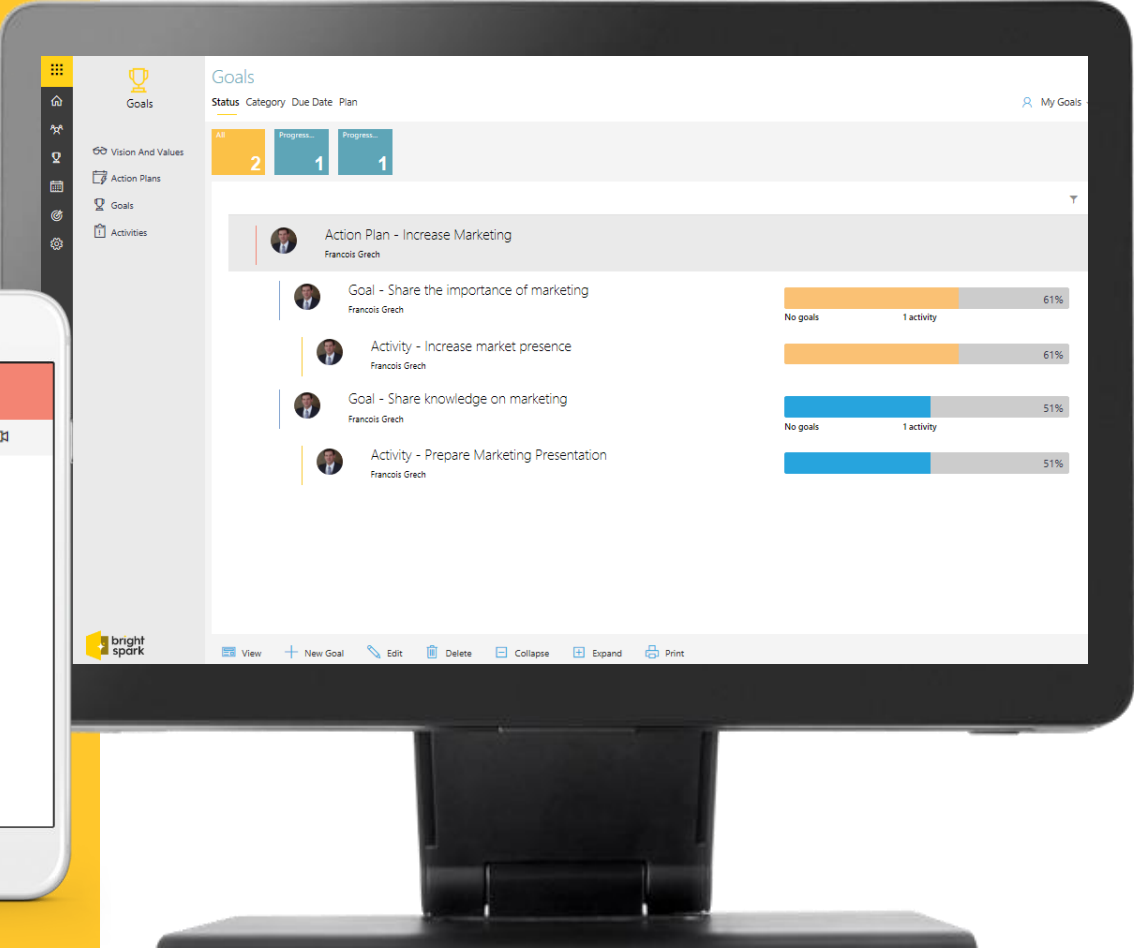 Goals
Vision And Values
Action Plans
Goals
Activities
bright
spark
Goals
Status Category Due Date Plan
My Goals
All
2
Progress...
1
Progress...
1
Action Plan - Increase Marketing
Francois Grech
Goal - Share the importance of marketing
Francois Grech
61%
No goals 1 activity
Activity - Increase market presence
Francois Grech
61%
Goal - Share knowledge on marketing
Francois Grech
51%
No goals 1 activity
Activity - Prepare Marketing Presentation
Francois Grech
51%
View New Goal Edit Delete Collapse Expand Print